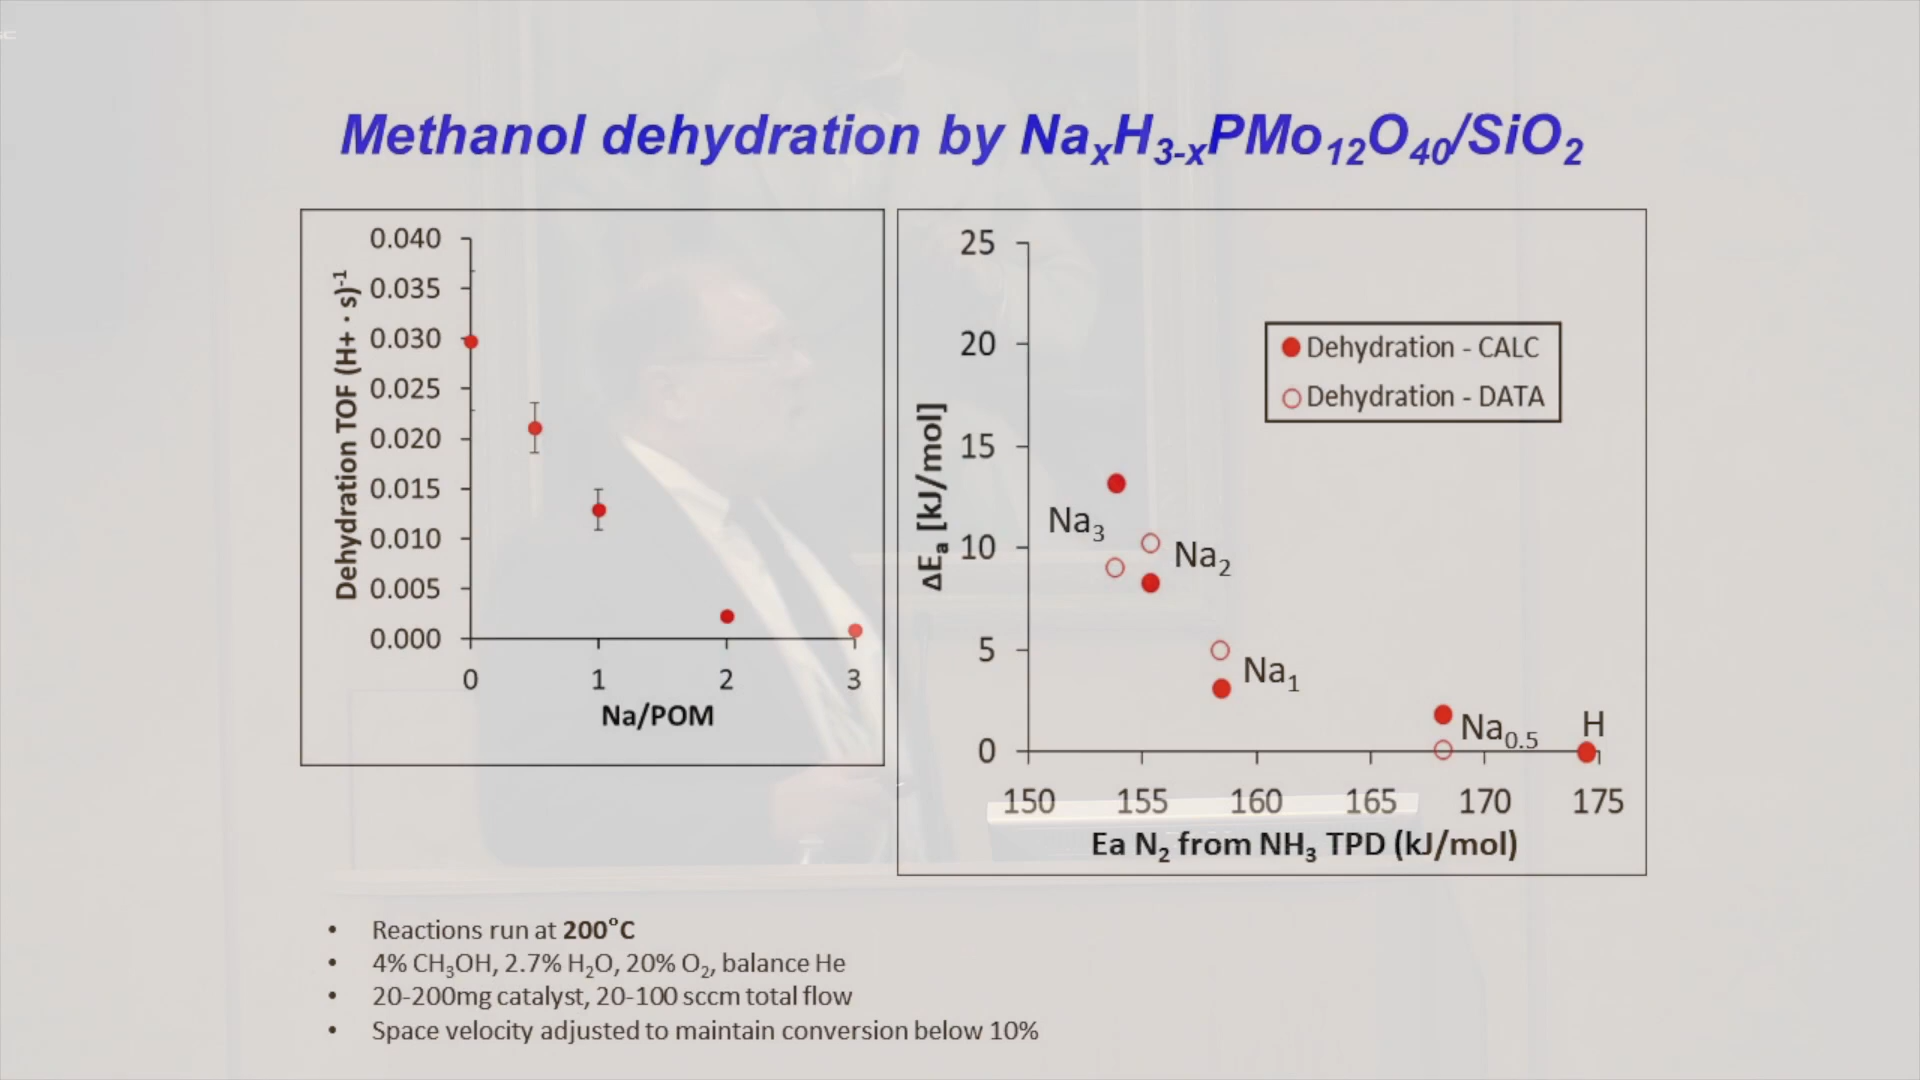 Methanol dehydration by NaₓH₃₋ₓPMo₁₂O₄₀/SiO₂
Dehydration TOF (H+ · s)⁻¹
0.040
0.035
0.030
0.025
0.020
0.015
0.010
0.005
0.000
0 1 2 3
Na/POM
ΔEₐ [kJ/mol]
25
20
15
10
5
0
Dehydration - CALC
Dehydration - DATA
Na₃
Na₂
Na₁
Na₀.₅
H
150 155 160 165 170 175
Ea N₂ from NH₃ TPD (kJ/mol)
• Reactions run at 200°C
• 4% CH₃OH, 2.7% H₂O, 20% O₂, balance He
• 20-200mg catalyst, 20-100 sccm total flow
• Space velocity adjusted to maintain conversion below 10%